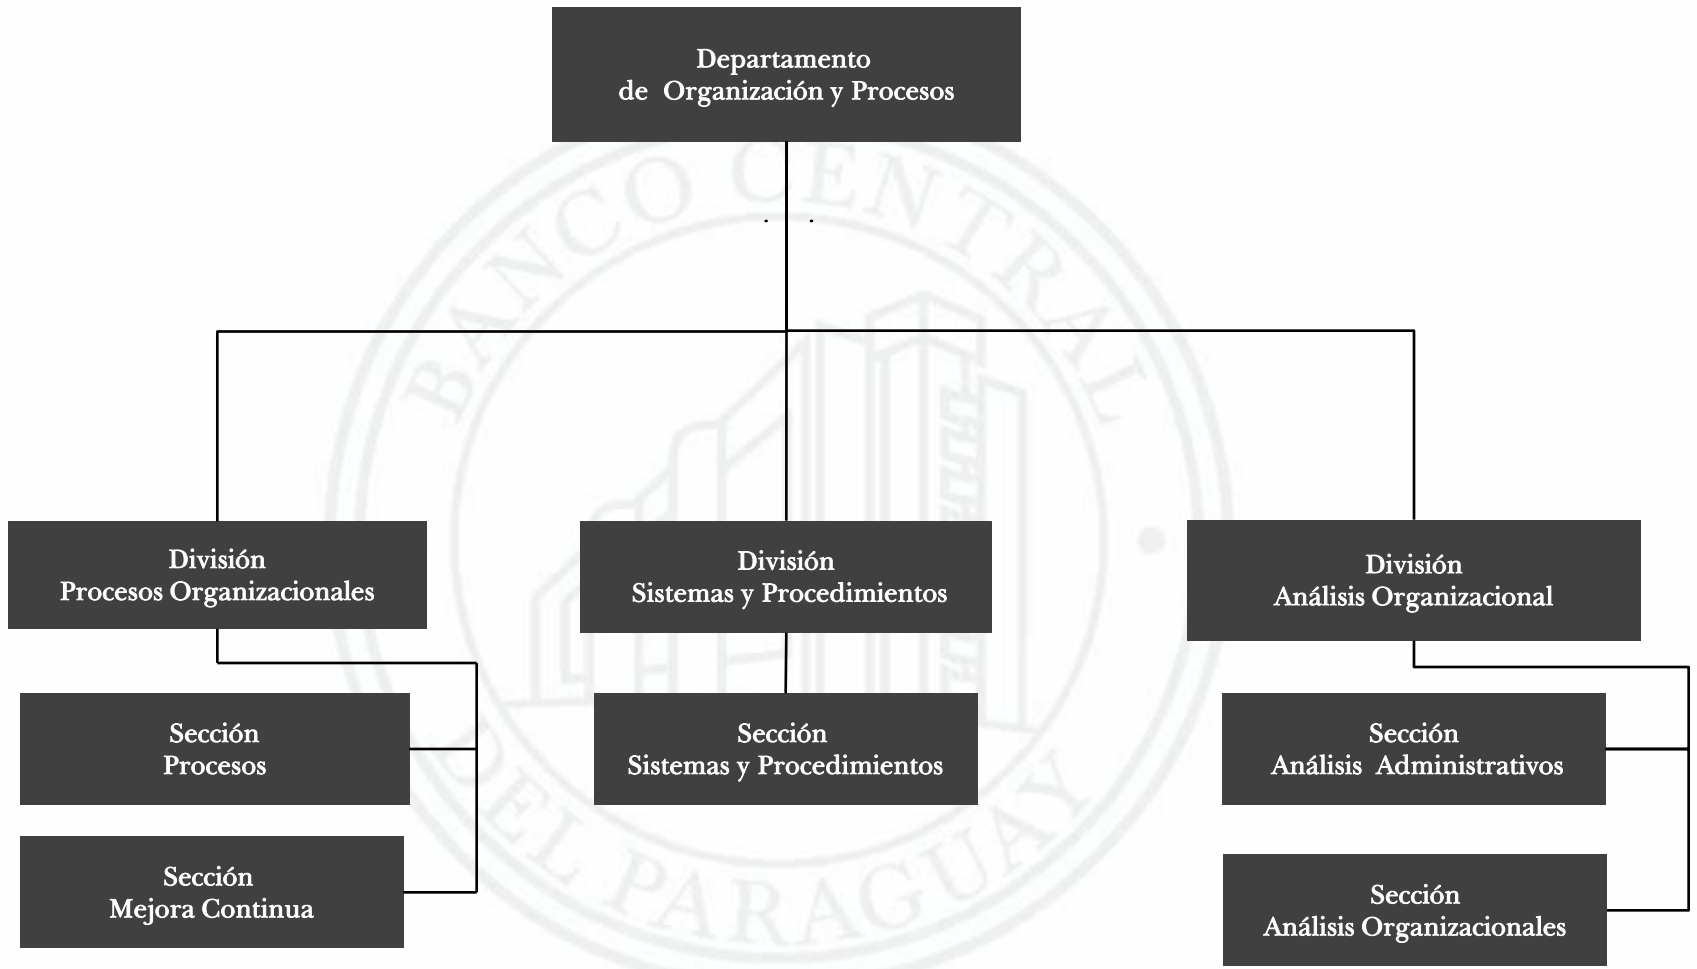 Departamento
de Organización y Procesos
BANCO CENTRAL
DEL PARAGUAY
División
Procesos Organizacionales
División
Sistemas y Procedimientos
División
Análisis Organizacional
Sección
Procesos
Sección
Sistemas y Procedimientos
Sección
Análisis Administrativos
Sección
Mejora Continua
Sección
Análisis Organizacionales